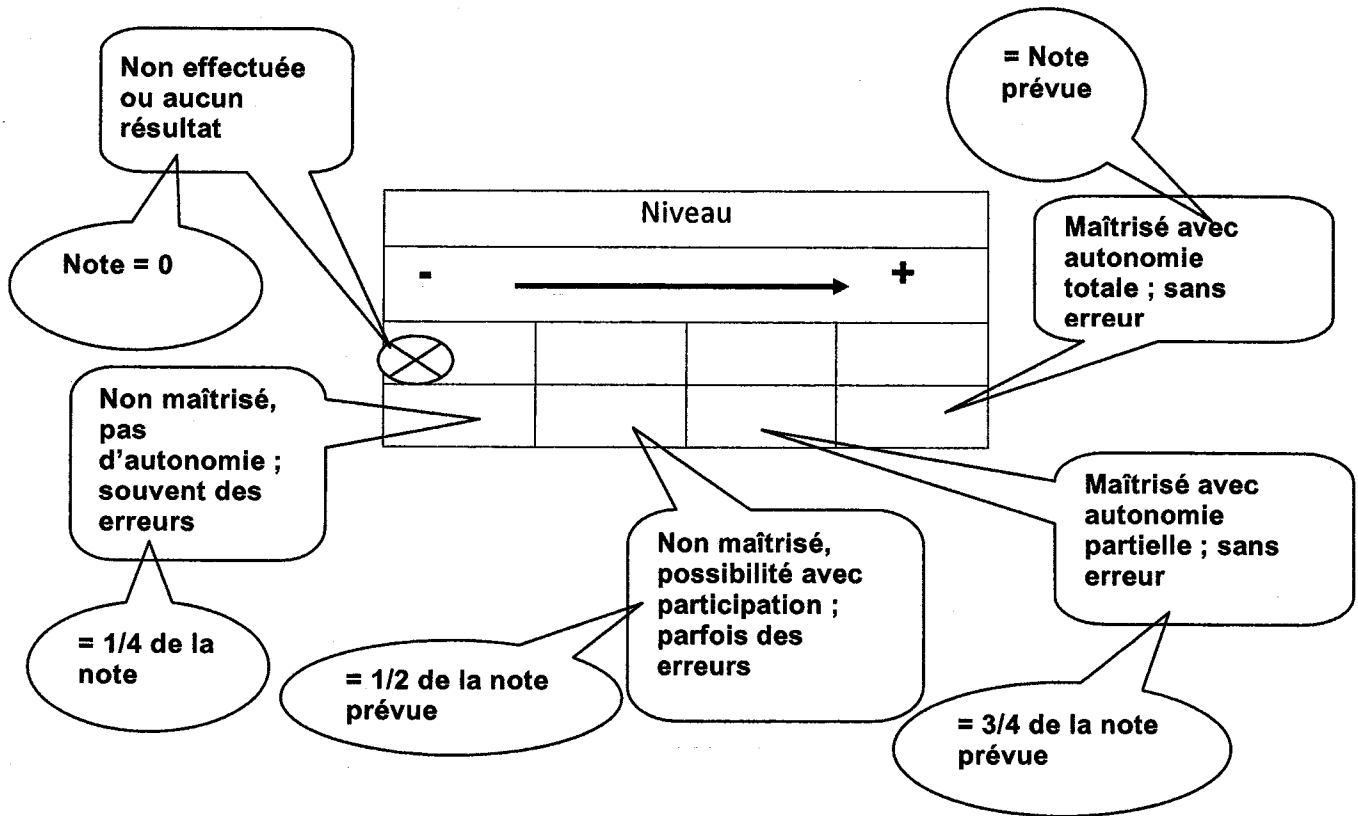 Non effectuée
ou aucun
résultat
Note = 0
= Note
prévue
Niveau
- +
Maîtrisé avec
autonomie
totale ; sans
erreur
Non maîtrisé,
pas
d'autonomie ;
souvent des
erreurs
= 1/4 de la
note
Non maîtrisé,
possibilité avec
participation ;
parfois des
erreurs
= 1/2 de la note
prévue
Maîtrisé avec
autonomie
partielle ; sans
erreur
= 3/4 de la note
prévue